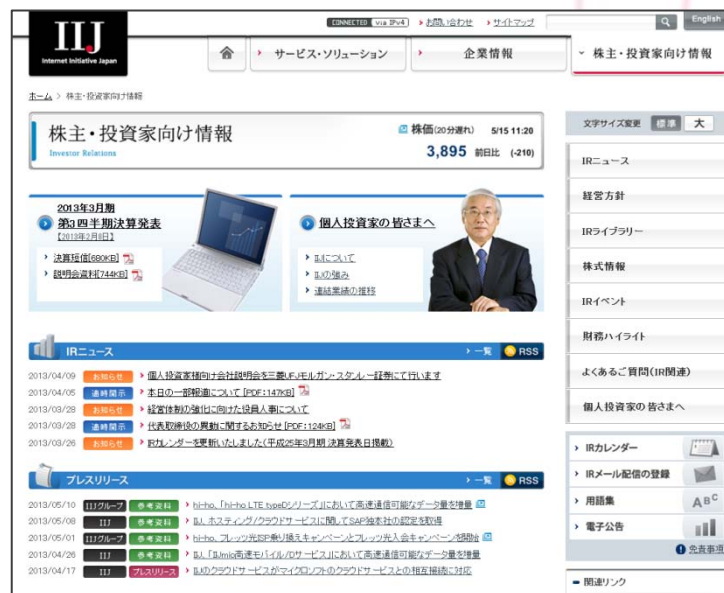 IIJ
Internet Initiative Japan
CONNECTED via IPv4 お問い合わせ サイトマップ English
サービス・ソリューション 企業情報 株主・投資家向け情報
ホーム > 株主・投資家向け情報
株主・投資家向け情報
Investor Relations
株価(20分遅れ) 5/15 11:20
3,895 前日比 (-210)
文字サイズ変更 標準 大
2013年3月期
第3四半期決算発表
【2013年2月8日】
決算短信[680KB]
説明会資料[744KB]
個人投資家の皆さまへ
IIJについて
IIJの強み
連結業績の推移
IRニュース 一覧 RSS
2013/04/09 お知らせ 個人投資家様向け会社説明会を三菱UFJモルガン・スタンレー証券にて行います
2013/04/05 適時開示 本日の一部報道について [PDF:147KB]
2013/03/28 お知らせ 経営体制の強化に向けた役員人事について
2013/03/28 適時開示 代表取締役の異動に関するお知らせ [PDF:124KB]
2013/03/26 お知らせ IRカレンダーを更新いたしました(平成25年3月期 決算発表日掲載)
プレスリリース 一覧 RSS
2013/05/10 IIJグループ 参考資料 hi-ho、「hi-ho LTE typeDシリーズ」において高速通信可能なデータ量を増量
2013/05/08 IIJ 参考資料 IIJ、ホスティング/クラウドサービスに関してSAP独本社の認定を取得
2013/05/01 IIJグループ 参考資料 hi-ho、フレッツ光ISP乗り換えキャンペーンとフレッツ光入会キャンペーンを開始
2013/04/26 IIJ 参考資料 IIJ、「IIJmio高速モバイル/Dサービス」において高速通信可能なデータ量を増量
2013/04/17 IIJ プレスリリース IIJのクラウドサービスがマイクロソフトのクラウドサービスとの相互接続に対応
IRニュース
経営方針
IRライブラリー
株式情報
IRイベント
財務ハイライト
よくあるご質問(IR関連)
個人投資家の皆さまへ
IRカレンダー
IRメール配信の登録
用語集 ABC
電子公告
免責事項
関連リンク